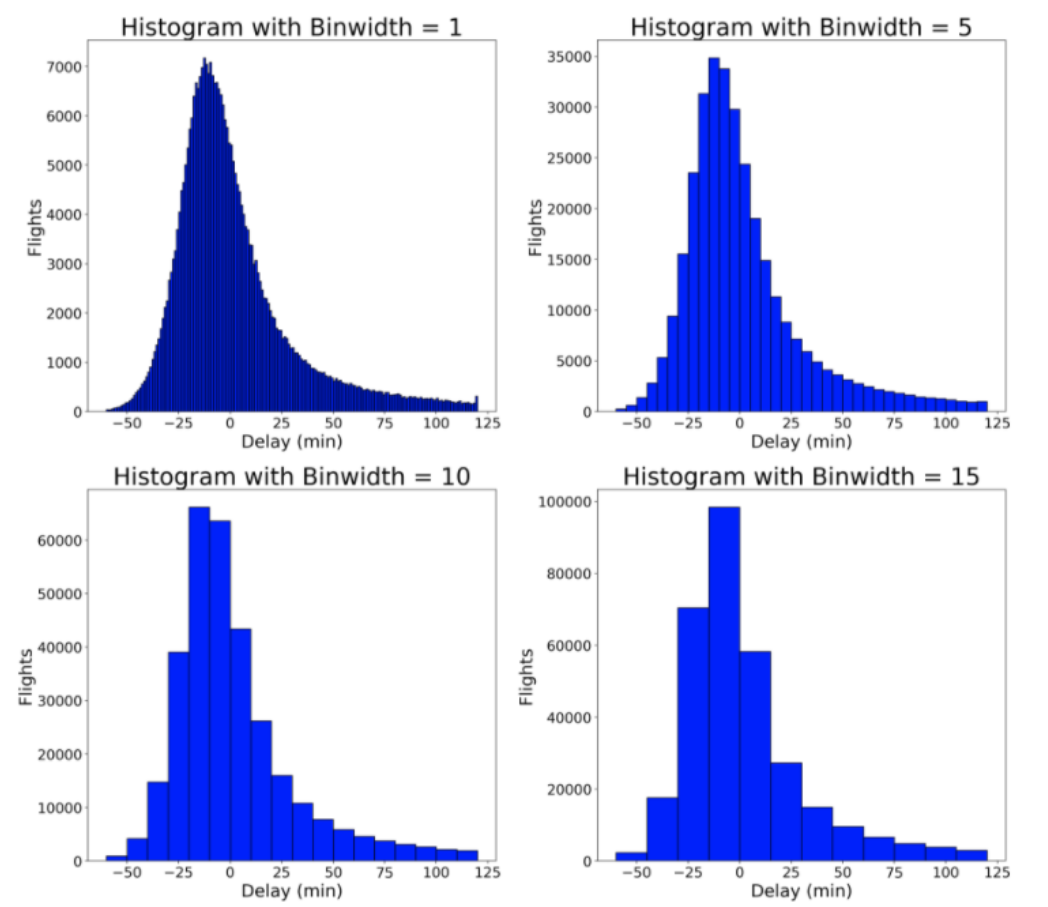 Histogram with Binwidth = 1
7000
6000
5000
4000
3000
2000
1000
0
Flights
−50 −25 0 25 50 75 100 125
Delay (min)
Histogram with Binwidth = 5
35000
30000
25000
20000
15000
10000
5000
0
Flights
−50 −25 0 25 50 75 100 125
Delay (min)
Histogram with Binwidth = 10
60000
50000
40000
30000
20000
10000
0
Flights
−50 −25 0 25 50 75 100 125
Delay (min)
Histogram with Binwidth = 15
100000
80000
60000
40000
20000
0
Flights
−50 −25 0 25 50 75 100 125
Delay (min)